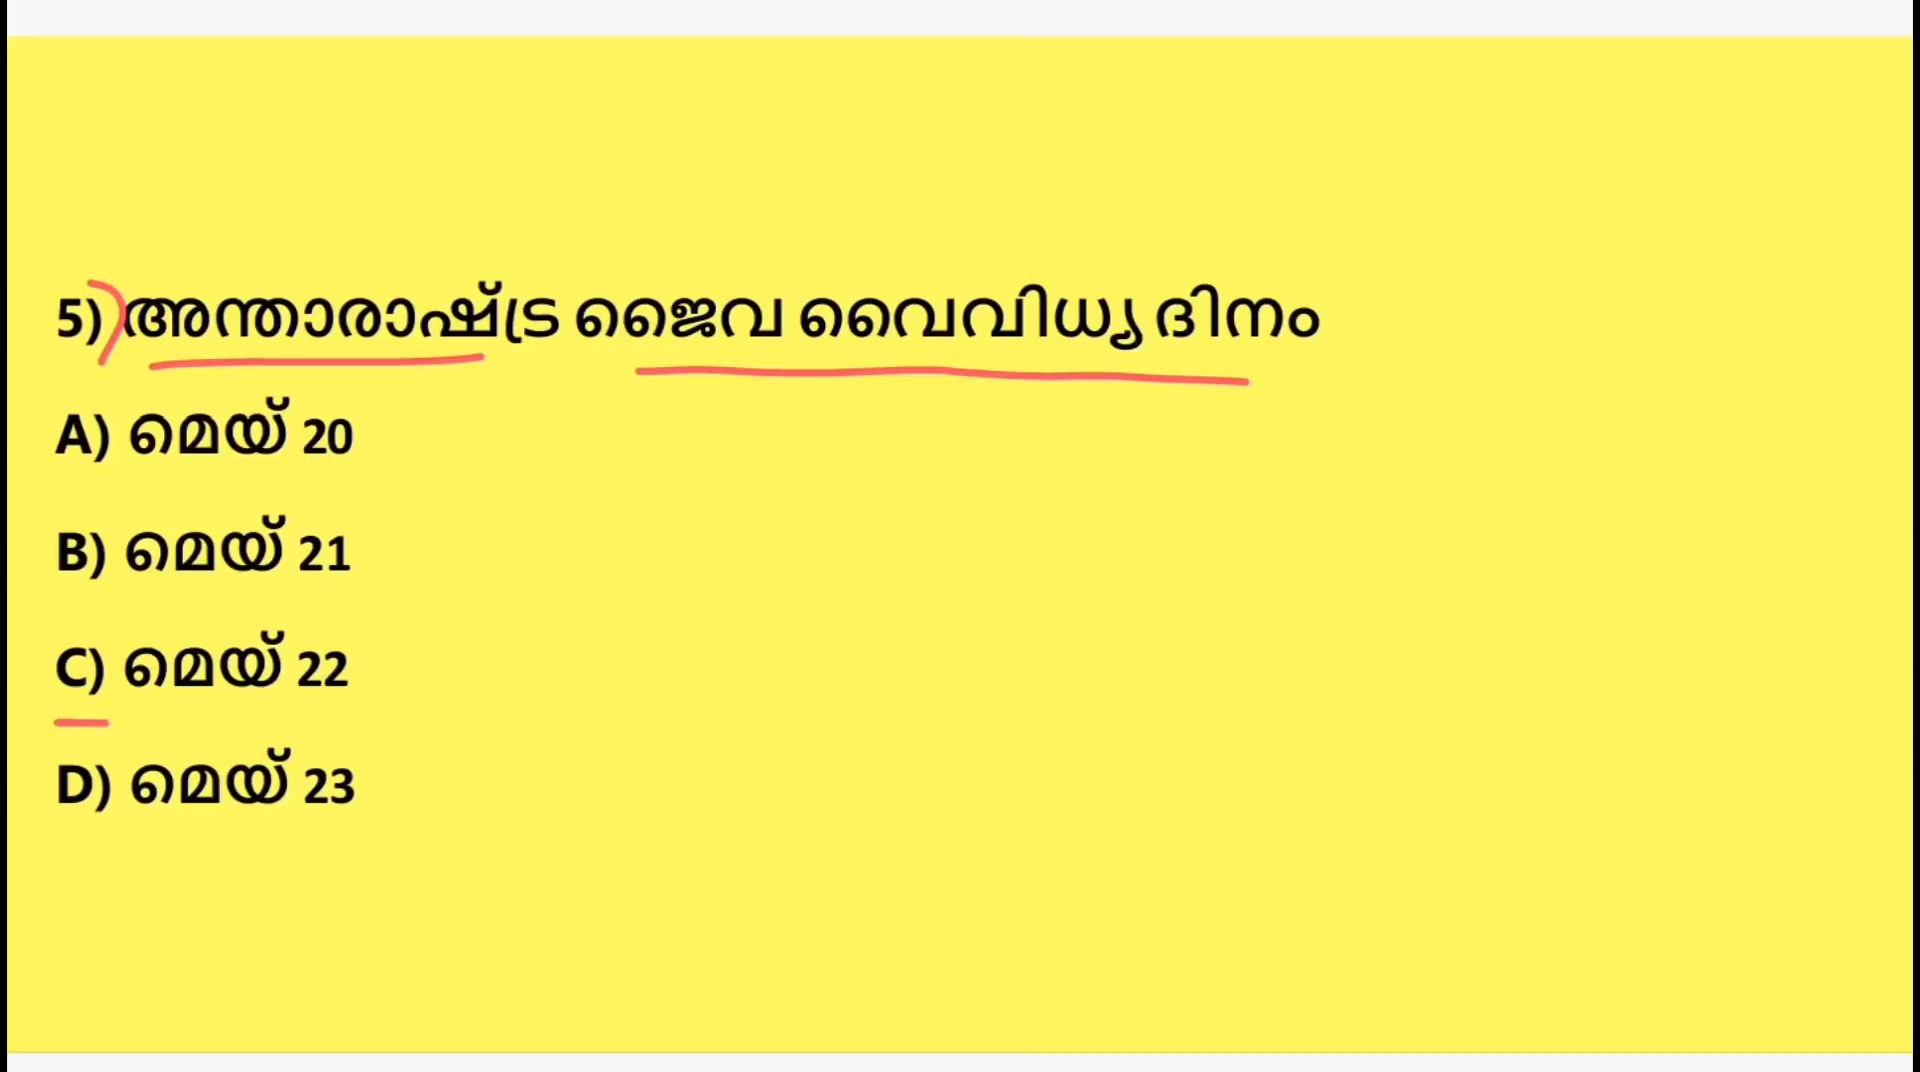 5) അന്താരാഷ്ട്ര ജൈവ വൈവിധ്യ ദിനം
A) മെയ് 20
B) മെയ് 21
C) മെയ് 22
D) മെയ് 23